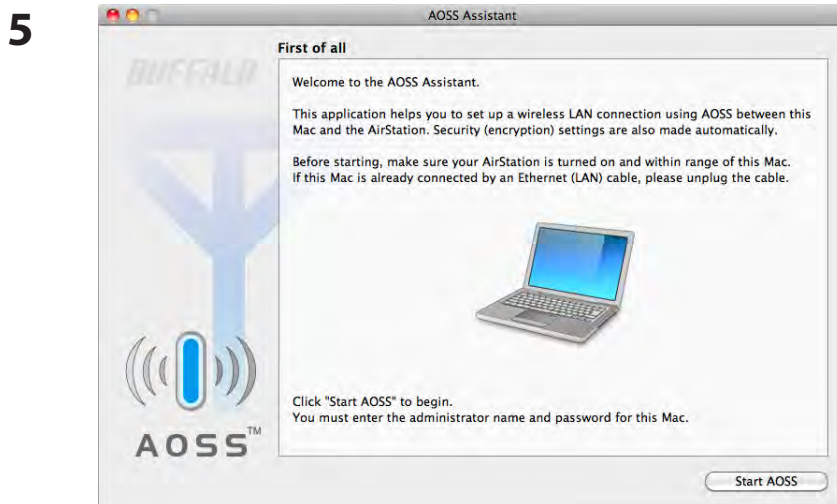 5
AOSS Assistant
First of all
BUFFALO
Welcome to the AOSS Assistant.
This application helps you to set up a wireless LAN connection using AOSS between this
Mac and the AirStation. Security (encryption) settings are also made automatically.
Before starting, make sure your AirStation is turned on and within range of this Mac.
If this Mac is already connected by an Ethernet (LAN) cable, please unplug the cable.
Click "Start AOSS" to begin.
You must enter the administrator name and password for this Mac.
AOSS™
Start AOSS